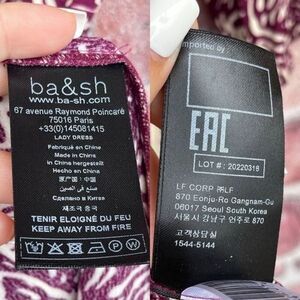 ba&sh
www.ba-sh.com
67 avenue Raymond Poincaré
75016 Paris
+33(0)145081415
LADY DRESS
Fabriqué en Chine
Made in China
In China hergestellt
Hecho en China
صنع في الصين
TENIR ELOIGNÉ DU FEU
KEEP AWAY FROM FIRE
Imported by
EAC
LOT #: 20220318
LF CORP ㈜LF
870 Eonju-Ro Gangnam-Gu
06017 Seoul South Korea
서울시 강남구 언주로 870
고객상담실
1544-5144